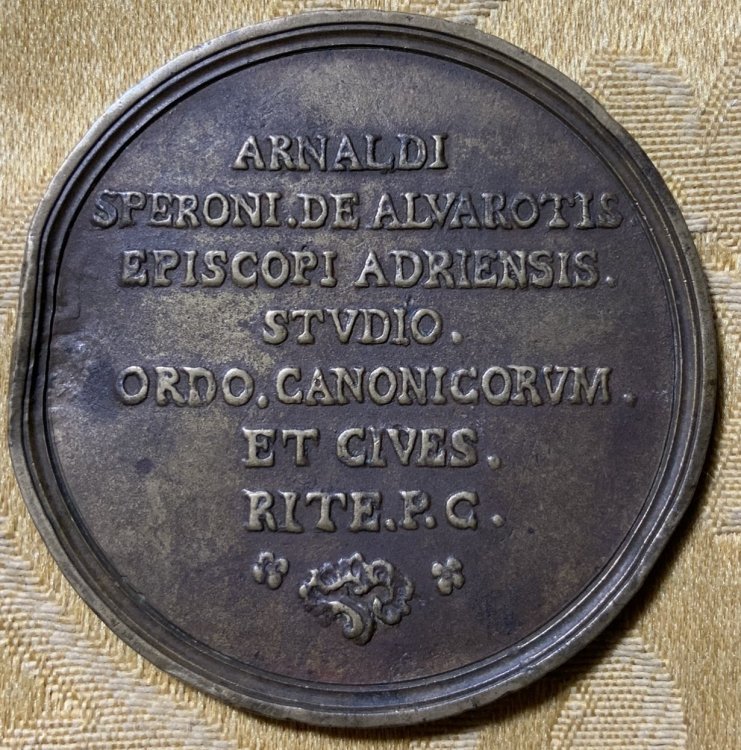 ARNALDI
SPERONI.DE ALVAROTIS
EPISCOPI ADRIENSIS.
STVDIO.
ORDO.CANONICORVM.
ET CIVES.
RITE.P.C.